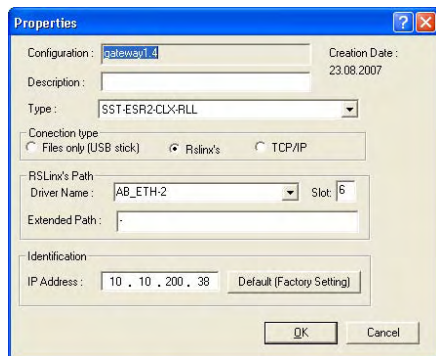 Properties
Configuration : gateway1.4 Creation Date :
23.08.2007
Description :
Type : SST-ESR2-CLX-RLL
Conection type
Files only (USB stick) Rslinx's TCP/IP
RSLinx's Path
Driver Name : AB_ETH-2 Slot: 6
Extended Path : -
Identification
IP Address : 10 . 10 . 200 . 38 Default (Factory Setting)
OK Cancel